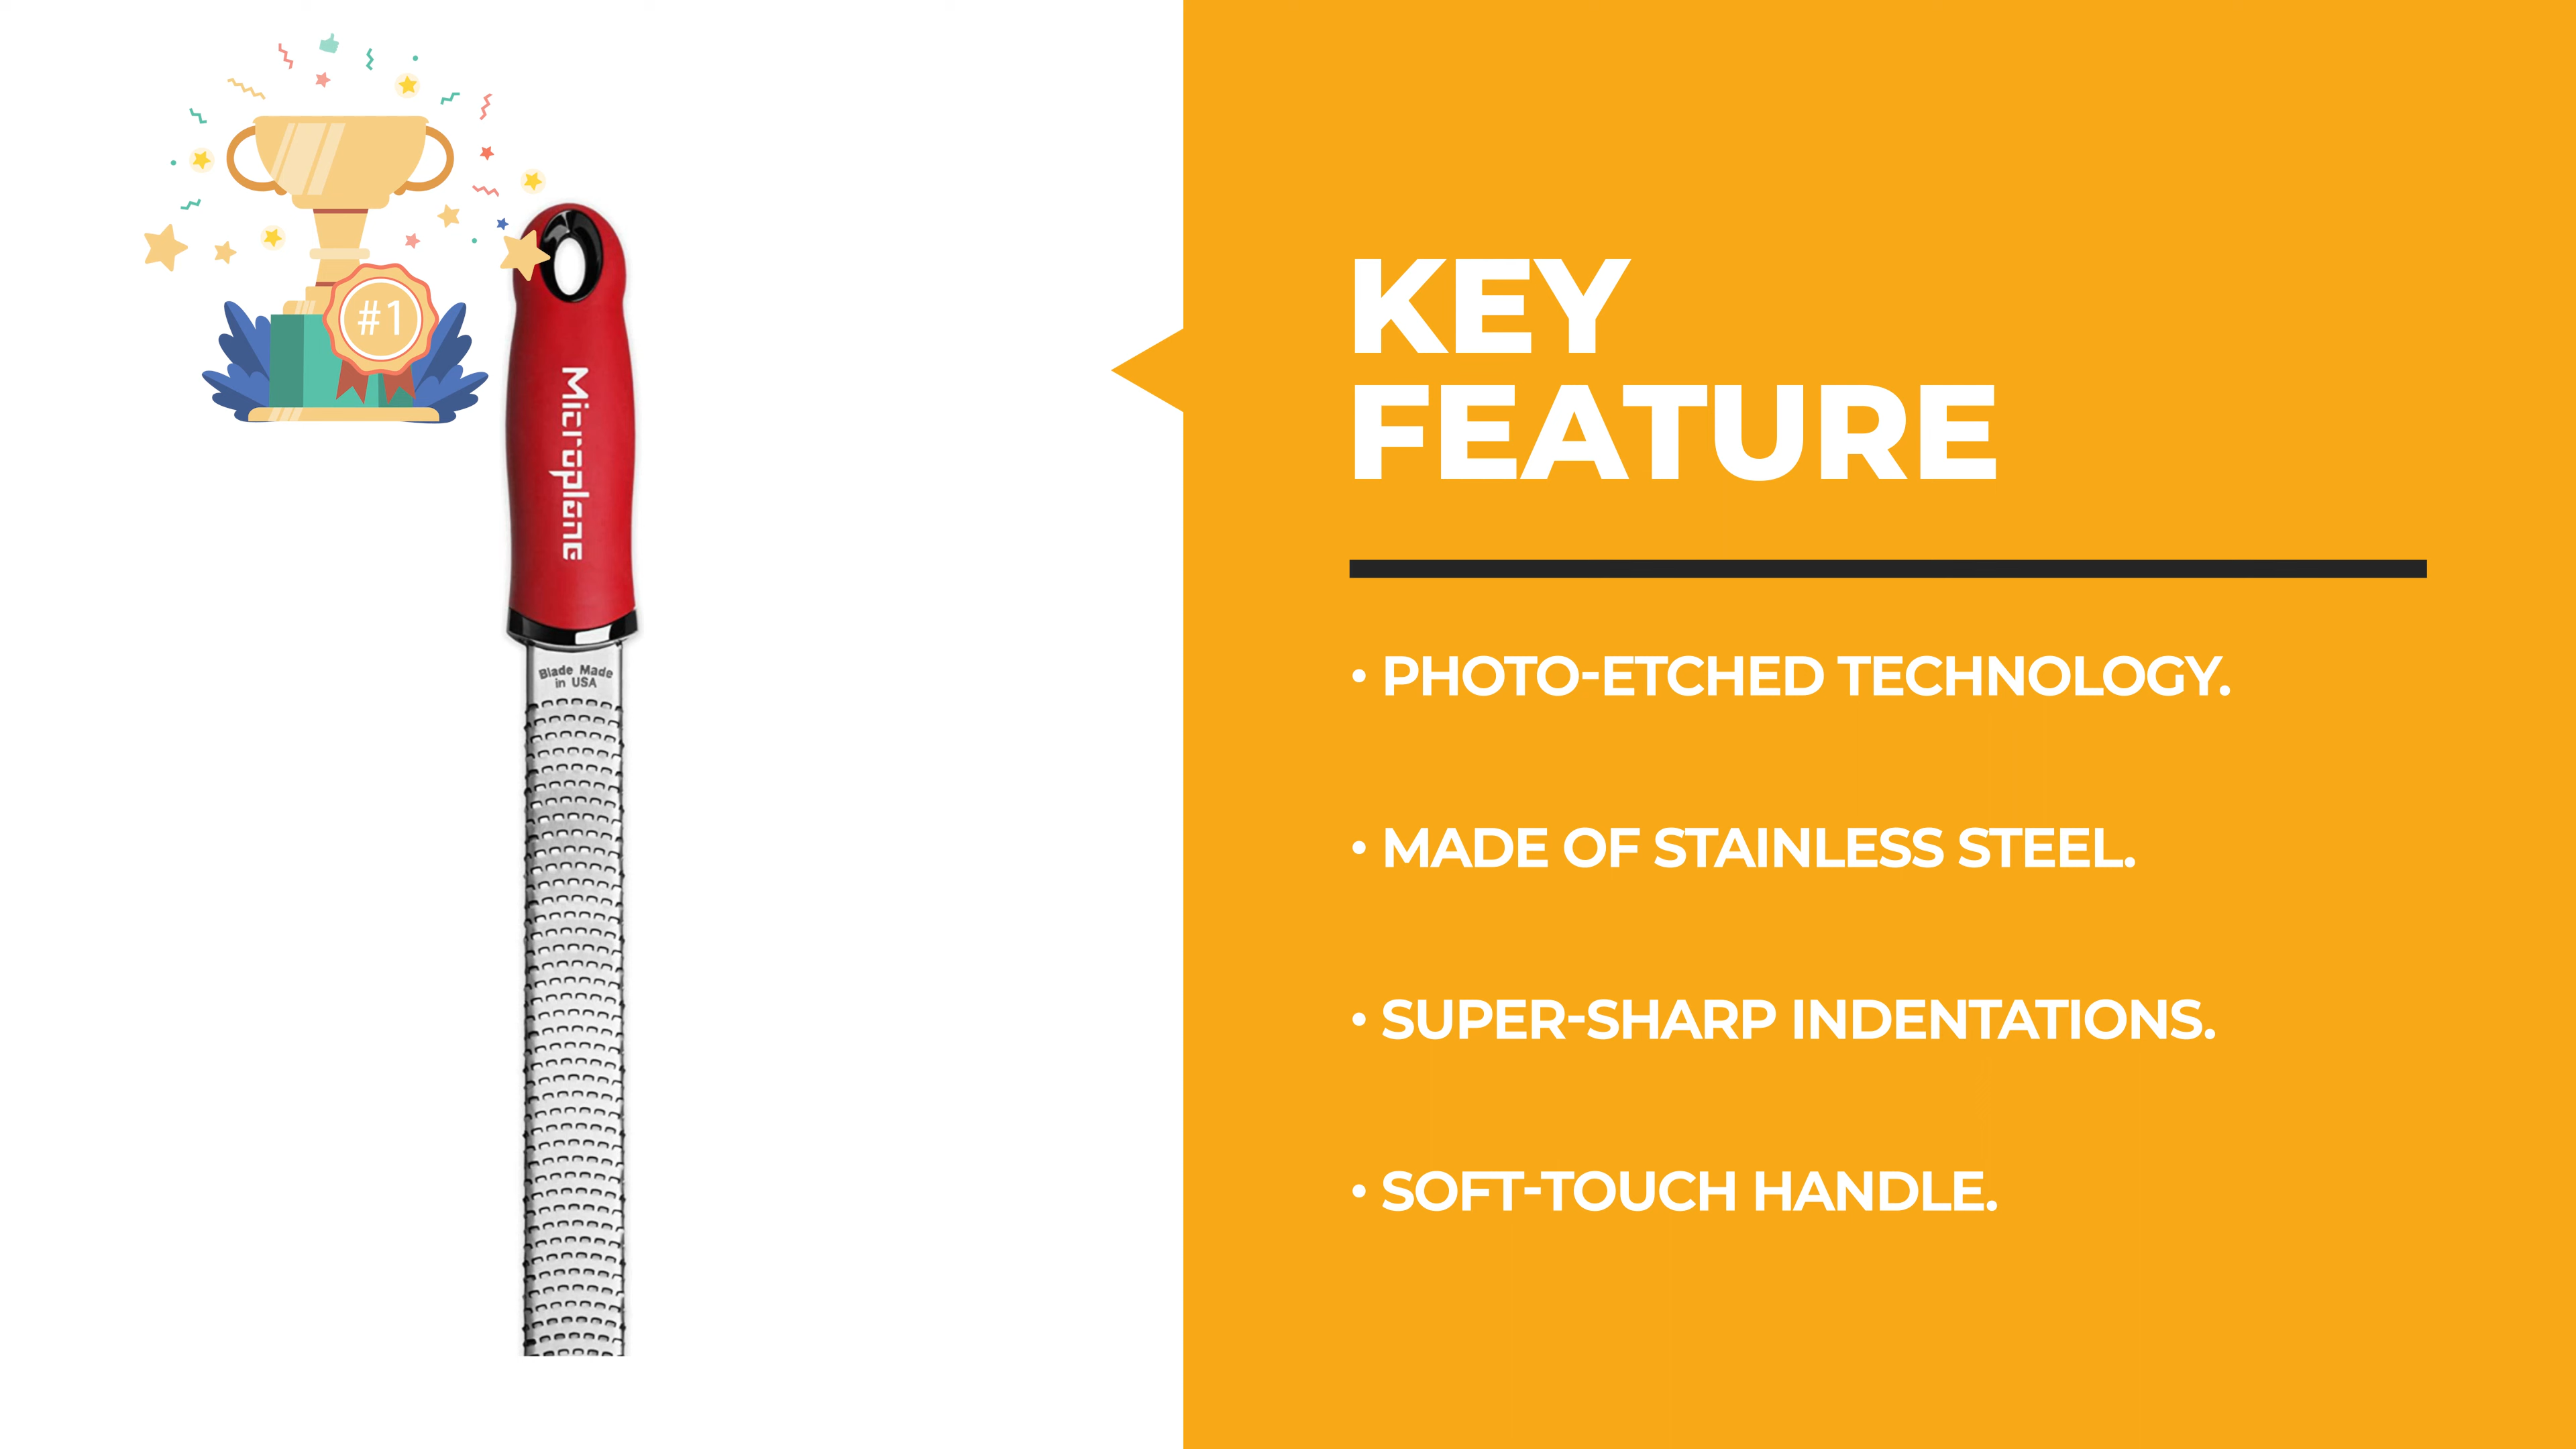 #1
Microplane
Blade Made
in USA
KEY
FEATURE
• PHOTO-ETCHED TECHNOLOGY.
• MADE OF STAINLESS STEEL.
• SUPER-SHARP INDENTATIONS.
• SOFT-TOUCH HANDLE.